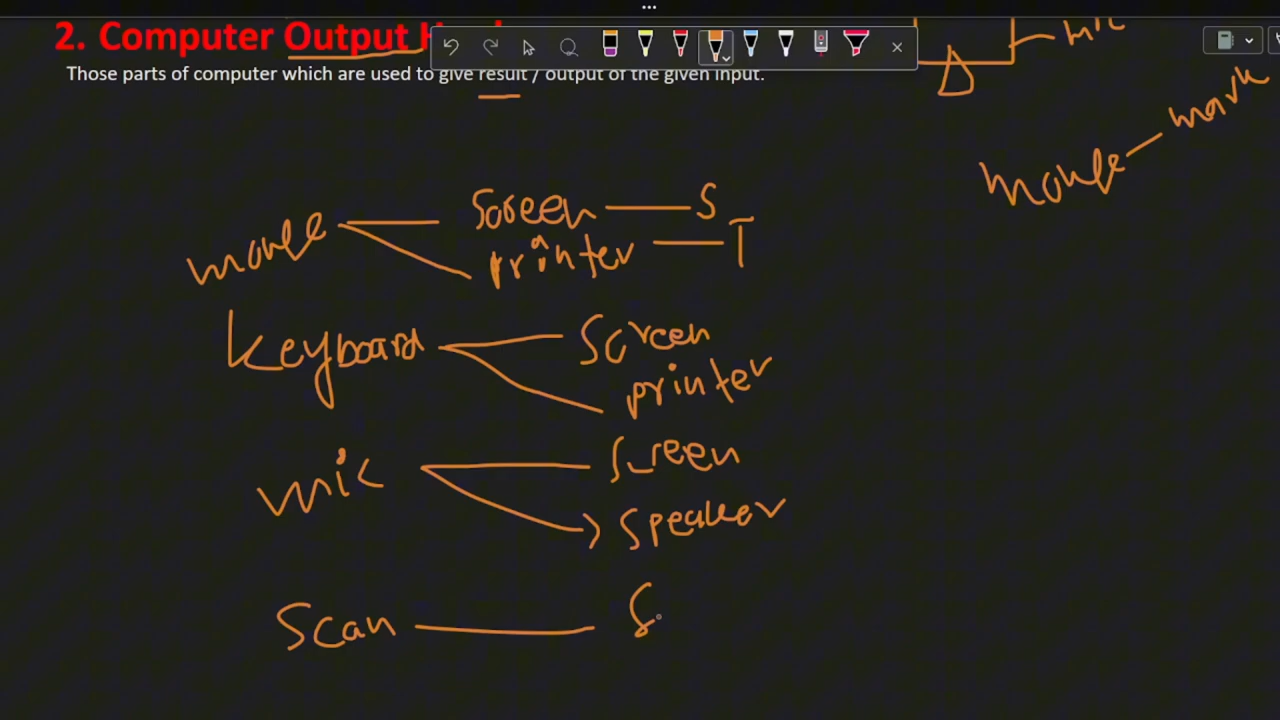 2. Computer Output
Those parts of computer which are used to give result / output of the given input.
mic
mouse — mark
mouse — screen — S
printer — T
keyboard — screen
printer
mic — screen
speaker
Scan — S